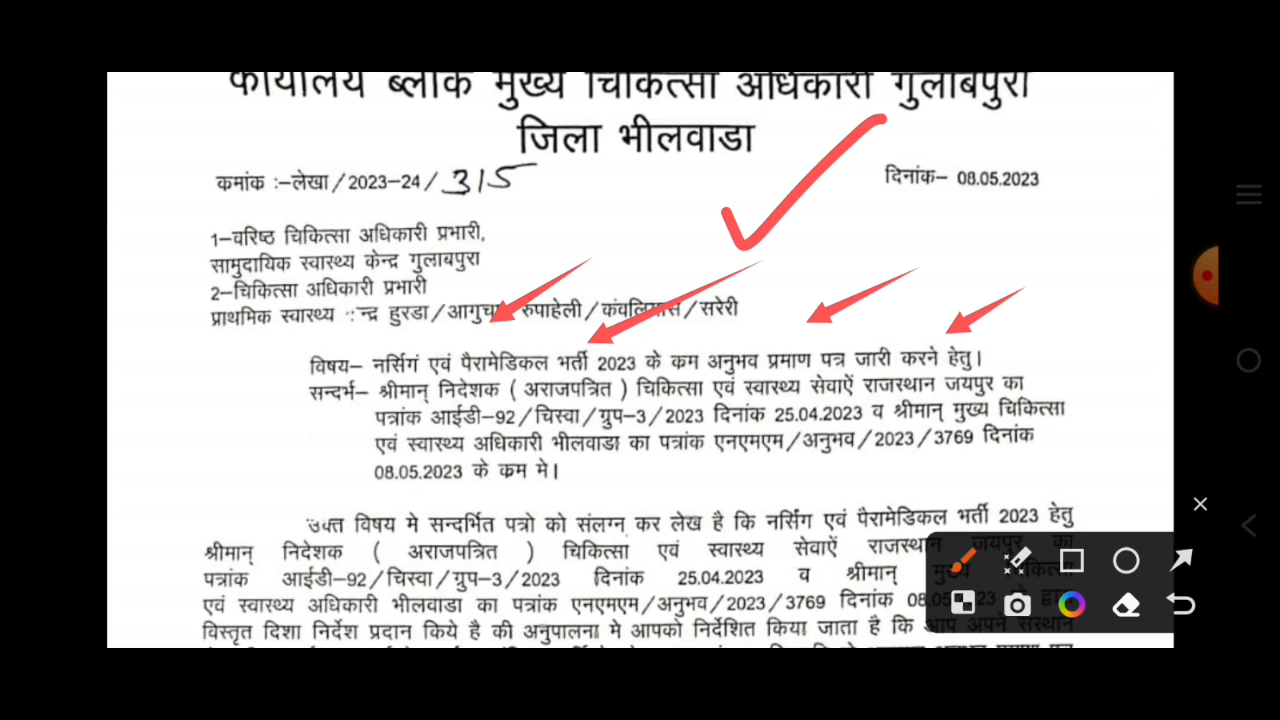 कार्यालय ब्लॉक मुख्य चिकित्सा अधिकारी गुलाबपुरा
जिला भीलवाडा
कमांक :–लेखा/2023–24/315
दिनांक– 08.05.2023
1–वरिष्ठ चिकित्सा अधिकारी प्रभारी,
सामुदायिक स्वास्थ्य केन्द्र गुलाबपुरा
2–चिकित्सा अधिकारी प्रभारी
प्राथमिक स्वास्थ्य हुरडा/आगुचा रुपाहेली/कंवलियास/सरेरी
विषय– नर्सिगं एवं पैरामेडिकल भर्ती 2023 के कम अनुभव प्रमाण पत्र जारी करने हेतु।
सन्दर्भ– श्रीमान् निदेशक ( अराजपत्रित ) चिकित्सा एवं स्वास्थ्य सेवाऐं राजस्थान जयपुर का
पत्रांक आईडी–92/चिस्वा/ग्रुप–3/2023 दिनांक 25.04.2023 व श्रीमान् मुख्य चिकित्सा
एवं स्वास्थ्य अधिकारी भीलवाडा का पत्रांक एनएमएम/अनुभव/2023/3769 दिनांक
08.05.2023 के क्रम मे।
उक्त विषय मे सन्दर्भित पत्रो को संलग्न कर लेख है कि नर्सिंग एवं पैरामेडिकल भर्ती 2023 हेतु
श्रीमान् निदेशक ( अराजपत्रित ) चिकित्सा एवं स्वास्थ्य सेवाऐं राजस्थान जयपुर का
पत्रांक आईडी–92/चिस्वा/ग्रुप–3/2023 दिनांक 25.04.2023 व श्रीमान् मुख्य चिकित्सा
एवं स्वास्थ्य अधिकारी भीलवाडा का पत्रांक एनएमएम/अनुभव/2023/3769 दिनांक 08.05.2023 के द्वारा
विस्तृत दिशा निर्देश प्रदान किये है की अनुपालना मे आपको निर्देशित किया जाता है कि आप अपने संस्थान